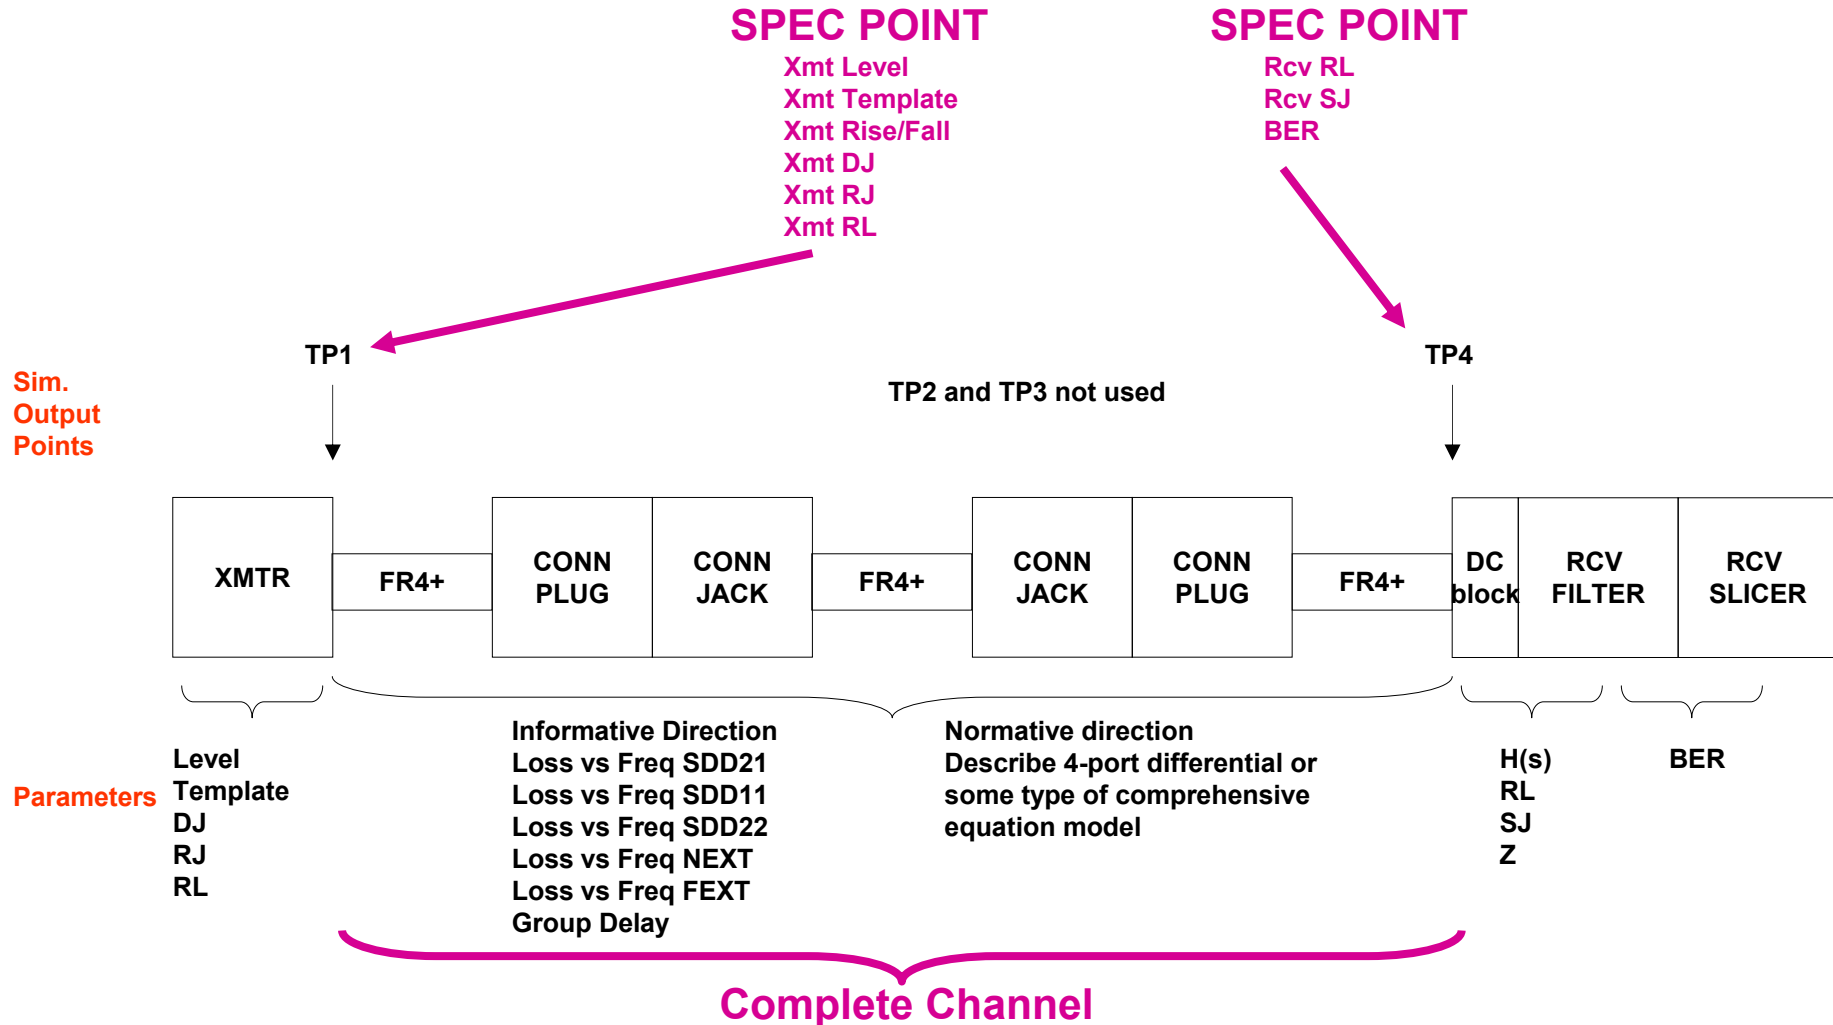 SPEC POINT
Xmt Level
Xmt Template
Xmt Rise/Fall
Xmt DJ
Xmt RJ
Xmt RL
SPEC POINT
Rcv RL
Rcv SJ
BER
Sim.
Output
Points
TP1
TP2 and TP3 not used
TP4
XMTR
FR4+
CONN
PLUG
CONN
JACK
FR4+
CONN
JACK
CONN
PLUG
FR4+
DC
block
RCV
FILTER
RCV
SLICER
Parameters
Level
Template
DJ
RJ
RL
Informative Direction
Loss vs Freq SDD21
Loss vs Freq SDD11
Loss vs Freq SDD22
Loss vs Freq NEXT
Loss vs Freq FEXT
Group Delay
Normative direction
Describe 4-port differential or
some type of comprehensive
equation model
H(s)
RL
SJ
Z
BER
Complete Channel